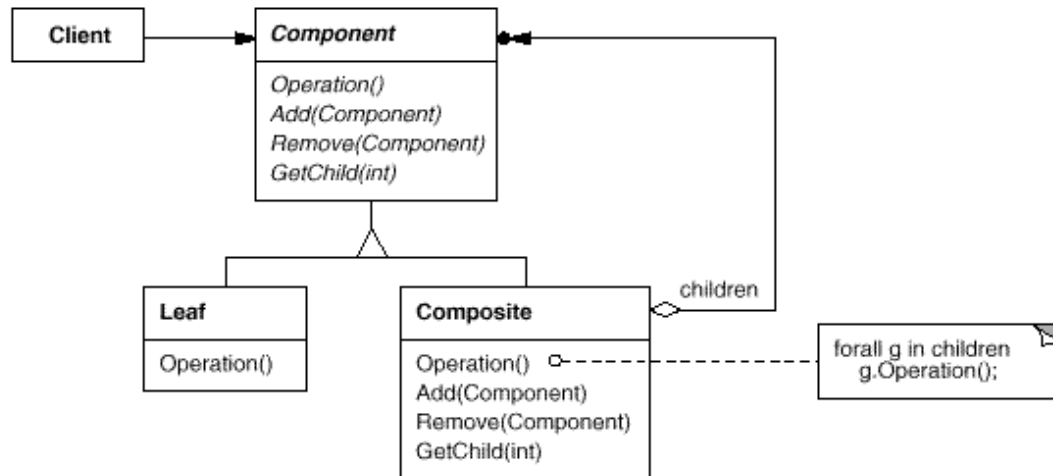 Client
Component
Operation()
Add(Component)
Remove(Component)
GetChild(int)
children
Leaf
Operation()
Composite
Operation()
Add(Component)
Remove(Component)
GetChild(int)
forall g in children
g.Operation();